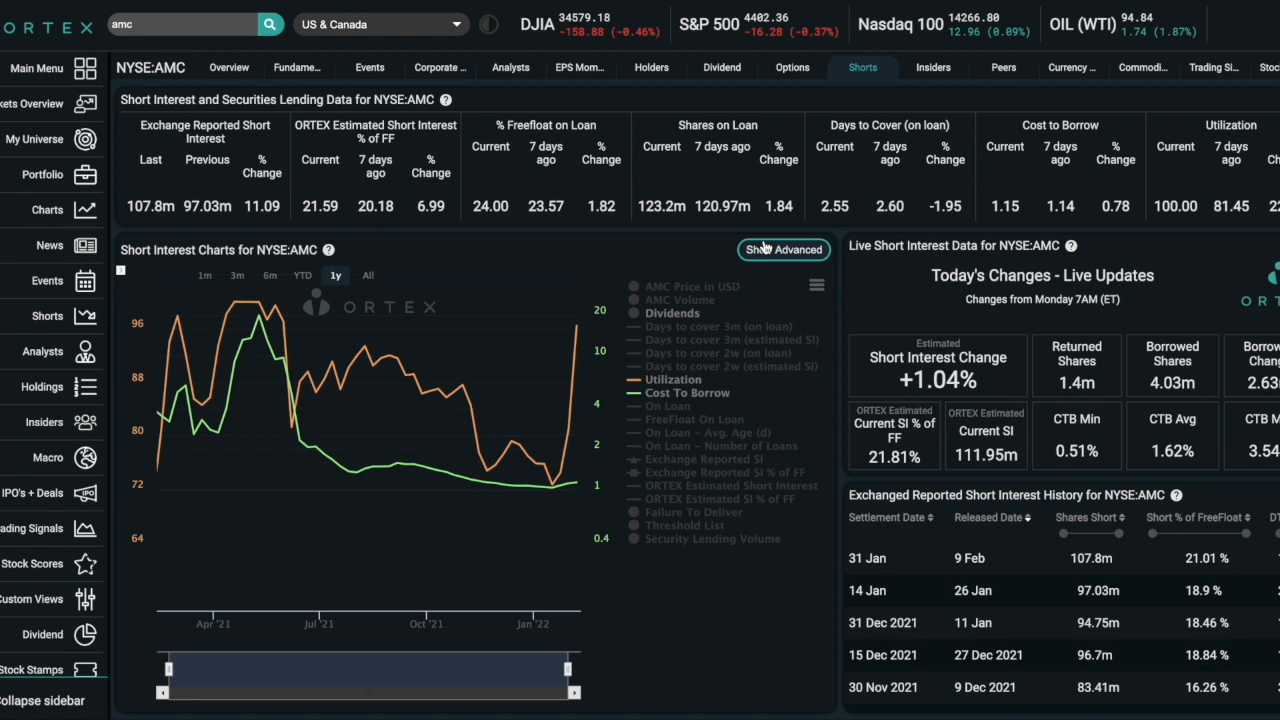 ORTEX
amc
US & Canada
DJIA 34579.18 -158.88 (-0.46%)
S&P 500 4402.36 -16.28 (-0.37%)
Nasdaq 100 14266.80 12.96 (0.09%)
OIL (WTI) 94.84 1.74 (1.87%)
Main Menu
kets Overview
My Universe
Portfolio
Charts
News
Events
Shorts
Analysts
Holdings
Insiders
Macro
IPO's + Deals
ading Signals
Stock Scores
ustom Views
Dividend
Stock Stamps
ollapse sidebar
NYSE:AMC
Overview Fundame... Events Corporate ... Analysts EPS Mom... Holders Dividend Options Shorts Insiders Peers Currency ... Commodi... Trading Si... Stoc
Short Interest and Securities Lending Data for NYSE:AMC
Exchange Reported Short Interest
Last Previous % Change
107.8m 97.03m 11.09
ORTEX Estimated Short Interest % of FF
Current 7 days ago % Change
21.59 20.18 6.99
% Freefloat on Loan
Current 7 days ago % Change
24.00 23.57 1.82
Shares on Loan
Current 7 days ago % Change
123.2m 120.97m 1.84
Days to Cover (on loan)
Current 7 days ago % Change
2.55 2.60 -1.95
Cost to Borrow
Current 7 days ago % Change
1.15 1.14 0.78
Utilization
Current 7 days ago Ch
100.00 81.45 22
Short Interest Charts for NYSE:AMC
Show Advanced
1m 3m 6m YTD 1y All
ORTEX
96
88
80
72
64
20
10
4
2
1
0.4
Apr '21 Jul '21 Oct '21 Jan '22
AMC Price in USD
AMC Volume
Dividends
Days to cover 3m (on loan)
Days to cover 3m (estimated SI)
Days to cover 2w (on loan)
Days to cover 2w (estimated SI)
Utilization
Cost To Borrow
On Loan
FreeFloat On Loan
On Loan - Avg. Age (d)
On Loan - Number of Loans
Exchange Reported SI
Exchange Reported SI % of FF
ORTEX Estimated Short Interest
ORTEX Estimated SI % of FF
Failure To Deliver
Threshold List
Security Lending Volume
Live Short Interest Data for NYSE:AMC
Today's Changes - Live Updates
Changes from Monday 7AM (ET)
Estimated
Short Interest Change
+1.04%
Returned Shares
1.4m
Borrowed Shares
4.03m
Borrow
Chang
2.63
ORTEX Estimated
Current SI % of FF
21.81%
ORTEX Estimated
Current SI
111.95m
CTB Min
0.51%
CTB Avg
1.62%
CTB M
3.54
Exchanged Reported Short Interest History for NYSE:AMC
Settlement Date Released Date Shares Short Short % of FreeFloat DT
31 Jan 9 Feb 107.8m 21.01 %
14 Jan 26 Jan 97.03m 18.9 %
31 Dec 2021 11 Jan 94.75m 18.46 %
15 Dec 2021 27 Dec 2021 96.7m 18.84 %
30 Nov 2021 9 Dec 2021 83.41m 16.26 %